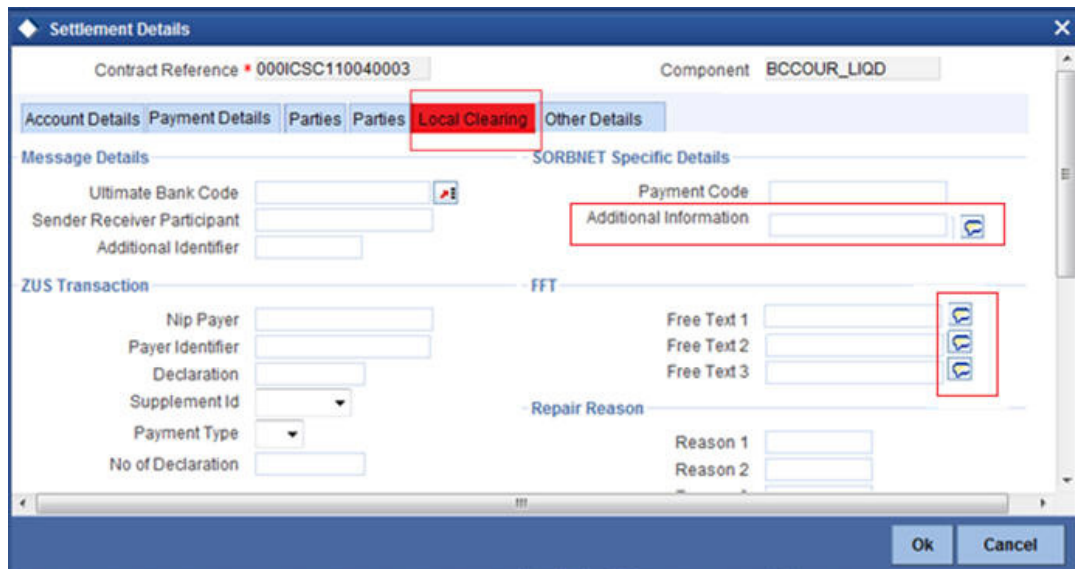 Settlement Details
Contract Reference * 000ICSC110040003
Component BCCOUR_LIQD
Account Details Payment Details Parties Parties Local Clearing Other Details
Message Details
Ultimate Bank Code
Sender Receiver Participant
Additional Identifier
SORBNET Specific Details
Payment Code
Additional Information
ZUS Transaction
Nip Payer
Payer Identifier
Declaration
Supplement Id
Payment Type
No of Declaration
FFT
Free Text 1
Free Text 2
Free Text 3
Repair Reason
Reason 1
Reason 2
Ok Cancel